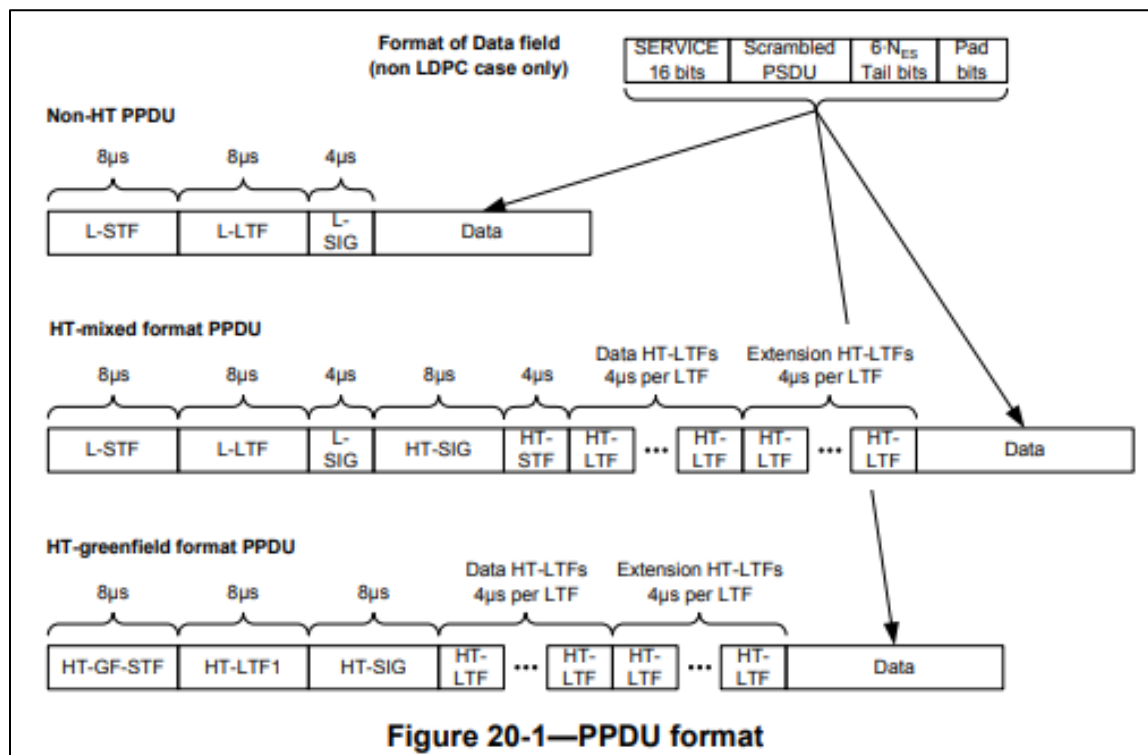 Format of Data field
(non LDPC case only)
SERVICE 16 bits
Scrambled PSDU
6·N_ES Tail bits
Pad bits
Non-HT PPDU
8µs 8µs 4µs
L-STF L-LTF L-SIG Data
HT-mixed format PPDU
Data HT-LTFs Extension HT-LTFs
8µs 8µs 4µs 8µs 4µs 4µs per LTF 4µs per LTF
L-STF L-LTF L-SIG HT-SIG HT-STF HT-LTF ••• HT-LTF HT-LTF ••• HT-LTF Data
HT-greenfield format PPDU
Data HT-LTFs Extension HT-LTFs
8µs 8µs 8µs 4µs per LTF 4µs per LTF
HT-GF-STF HT-LTF1 HT-SIG HT-LTF ••• HT-LTF HT-LTF ••• HT-LTF Data
Figure 20-1—PPDU format